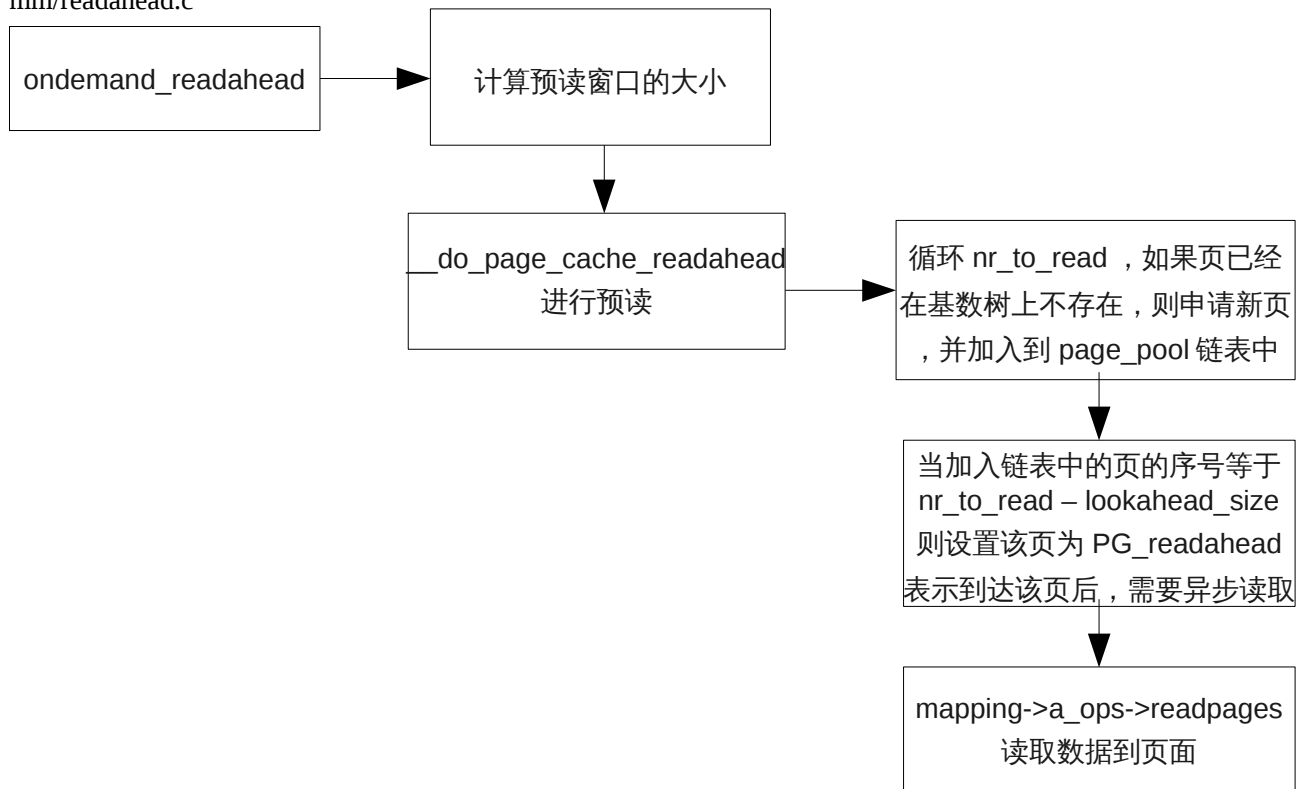 mm/readahead.c
ondemand_readahead
计算预读窗口的大小
__do_page_cache_readahead
进行预读
循环 nr_to_read ，如果页已经
在基数树上不存在，则申请新页
，并加入到 page_pool 链表中
当加入链表中的页的序号等于
nr_to_read – lookahead_size
则设置该页为 PG_readahead
表示到达该页后，需要异步读取
mapping->a_ops->readpages
读取数据到页面